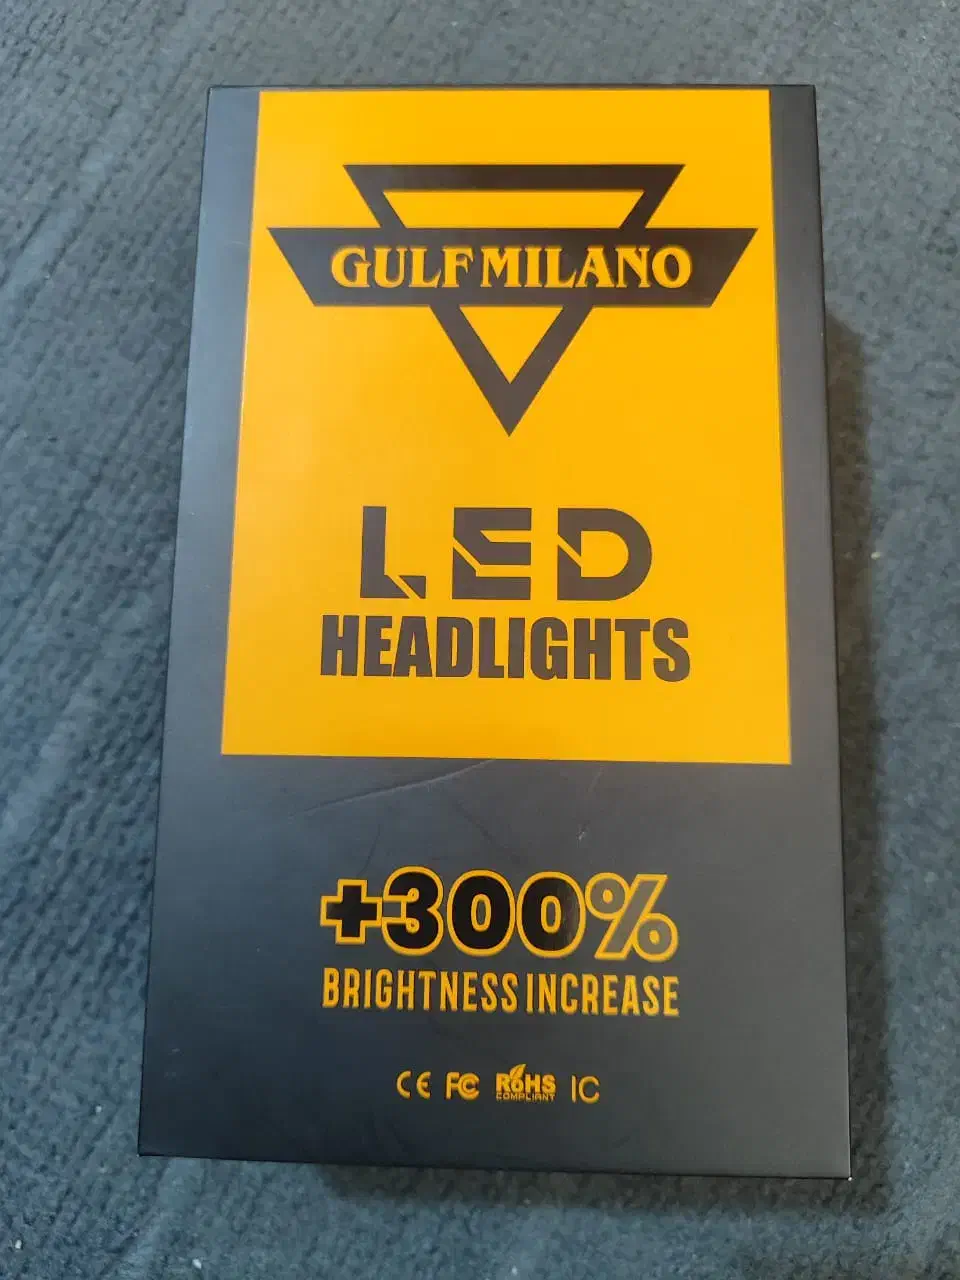 GULFMILANO
LED
HEADLIGHTS
+300%
BRIGHTNESS INCREASE
CE FC RoHS IC
COMPLIANT